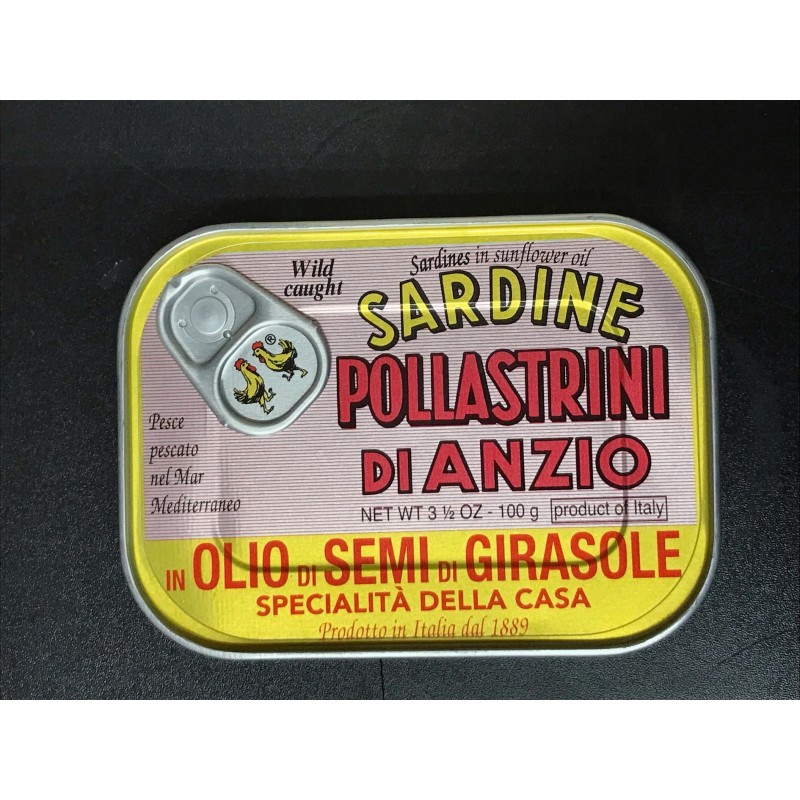 Wild
caught
Sardines in sunflower oil
SARDINE
POLLASTRINI
DI ANZIO
®
Pesce
pescato
nel Mar
Mediterraneo
NET WT 3 ½ OZ - 100 g product of Italy
IN OLIO DI SEMI DI GIRASOLE
SPECIALITÀ DELLA CASA
Prodotto in Italia dal 1889